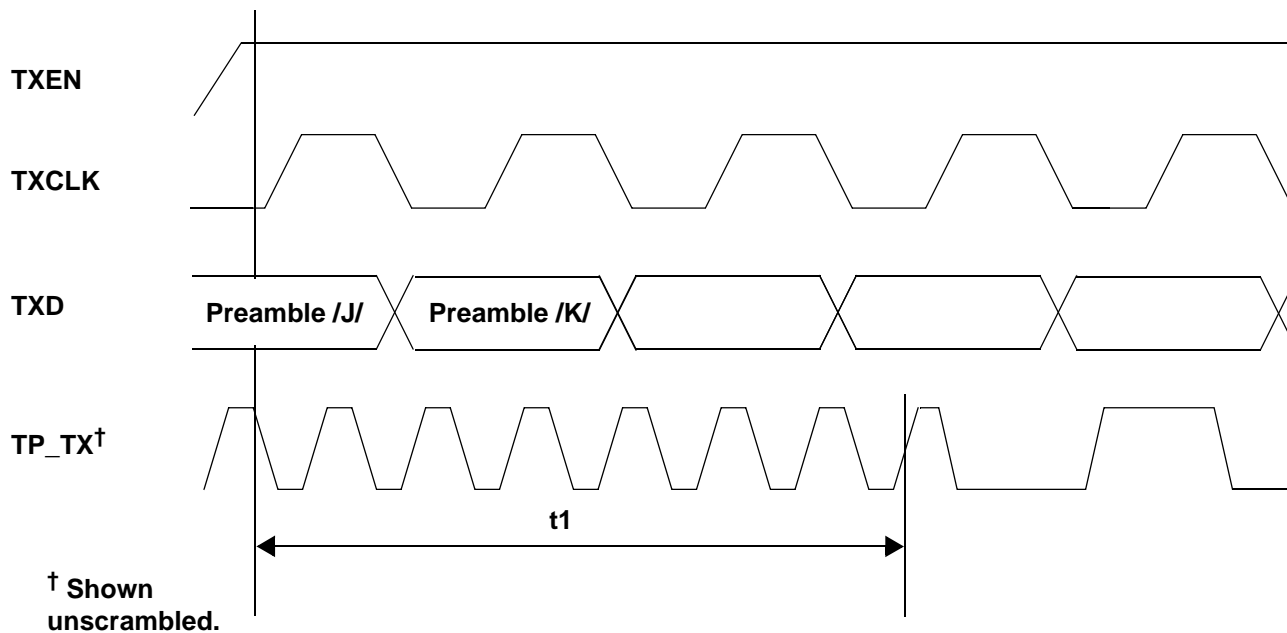 TXEN
TXCLK
TXD
Preamble /J/
Preamble /K/
TP_TX†
t1
† Shown
unscrambled.